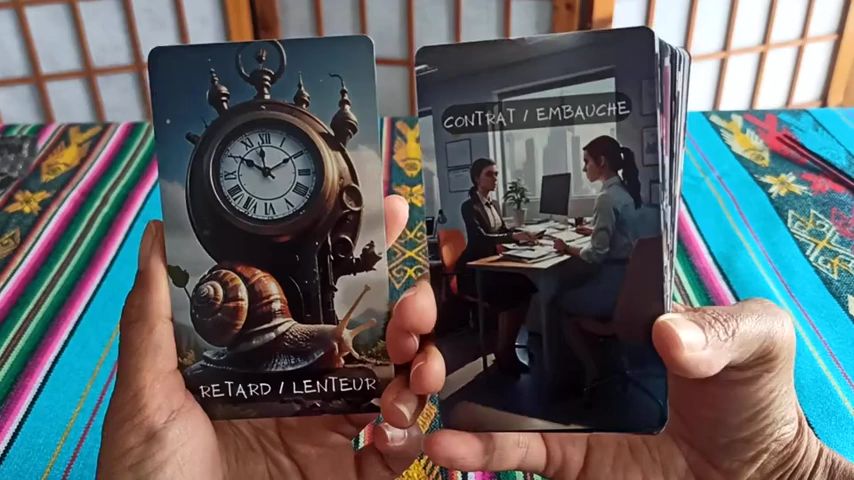 RETARD / LENTEUR
CONTRAT / EMBAUCHE